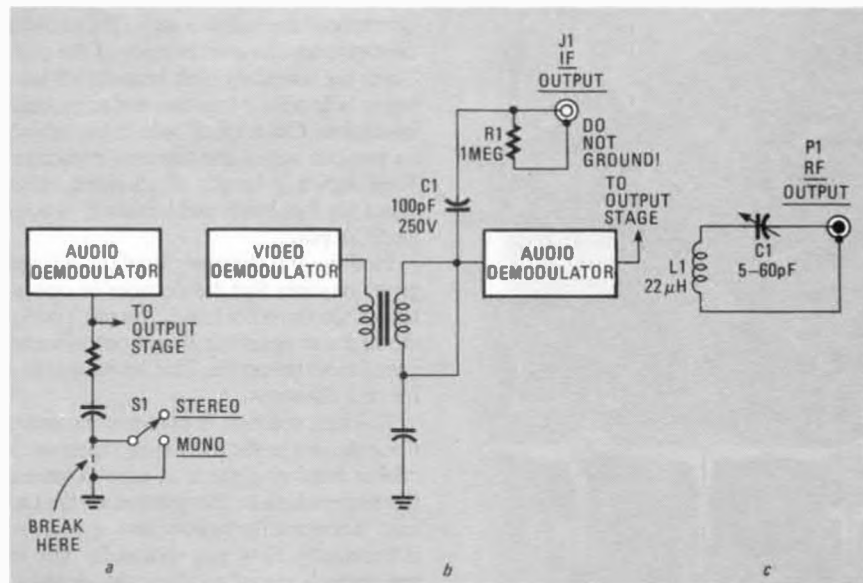 J1
IF
OUTPUT
R1
1MEG
DO
NOT
GROUND!
P1
RF
OUTPUT
C1
100pF
250V
TO
OUTPUT
STAGE
AUDIO
DEMODULATOR
VIDEO
DEMODULATOR
AUDIO
DEMODULATOR
L1
22μH
C1
5–60pF
TO
OUTPUT
STAGE
S1
STEREO
MONO
BREAK
HERE
a
b
c